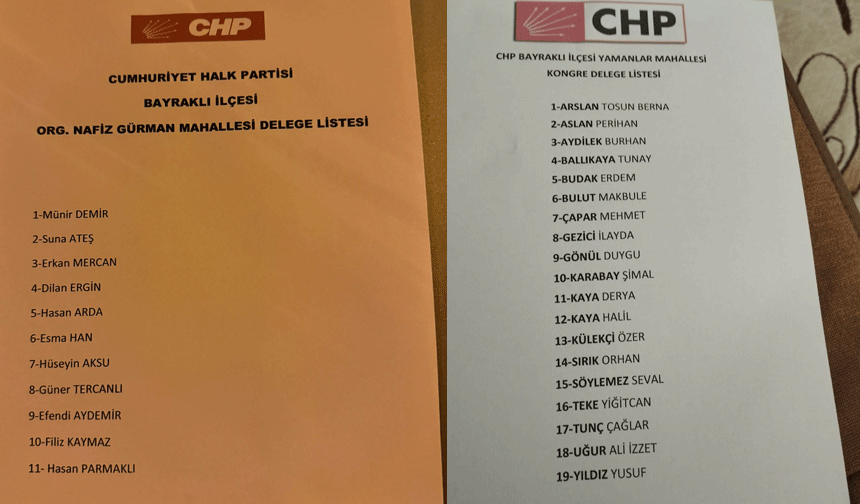 CHP
CUMHURİYET HALK PARTİSİ
BAYRAKLI İLÇESİ
ORG. NAFİZ GÜRMAN MAHALLESİ DELEGE LİSTESİ
1-Münir DEMİR
2-Suna ATEŞ
3-Erkan MERCAN
4-Dilan ERGİN
5-Hasan ARDA
6-Esma HAN
7-Hüseyin AKSU
8-Güner TERCANLI
9-Efendi AYDEMİR
10-Filiz KAYMAZ
11- Hasan PARMAKLI
CHP
CHP BAYRAKLI İLÇESİ YAMANLAR MAHALLESİ
KONGRE DELEGE LİSTESİ
1-ARSLAN TOSUN BERNA
2-ASLAN PERİHAN
3-AYDİLEK BURHAN
4-BALLIKAYA TUNAY
5-BUDAK ERDEM
6-BULUT MAKBULE
7-ÇAPAR MEHMET
8-GEZİCİ İLAYDA
9-GÖNÜL DUYGU
10-KARABAY ŞİMAL
11-KAYA DERYA
12-KAYA HALİL
13-KÜLEKÇİ ÖZER
14-SIRIK ORHAN
15-SÖYLEMEZ SEVAL
16-TEKE YİĞİTCAN
17-TUNÇ ÇAĞLAR
18-UĞUR ALİ İZZET
19-YILDIZ YUSUF